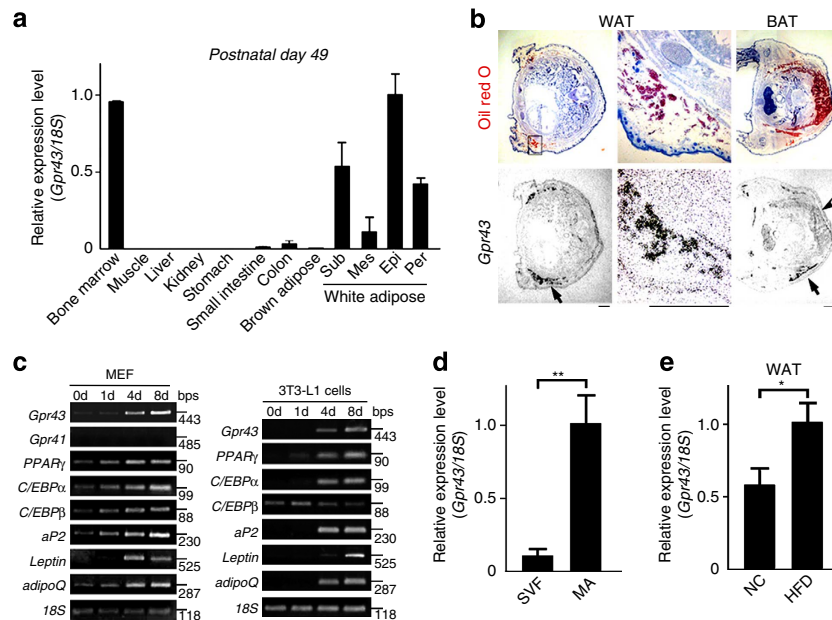 a
Postnatal day 49
Relative expression level
(Gpr43/18S)
1.0
0.5
0
Bone marrow
Muscle
Liver
Kidney
Stomach
Small intestine
Colon
Brown adipose
Sub
Mes
Epi
Per
White adipose
b
WAT
BAT
Oil red O
Gpr43
c
MEF
0d 1d 4d 8d bps
Gpr43 443
Gpr41 485
PPARγ 90
C/EBPα 99
C/EBPβ 88
aP2 230
Leptin 525
adipoQ 287
18S 118
3T3-L1 cells
0d 1d 4d 8d bps
Gpr43 443
PPARγ 90
C/EBPα 99
C/EBPβ 88
aP2 230
Leptin 525
adipoQ 287
18S 118
d
Relative expression level
(Gpr43/18S)
**
1.0
0.5
0
SVF
MA
e
WAT
Relative expression level
(Gpr43/18S)
*
1.0
0.5
0
NC
HFD